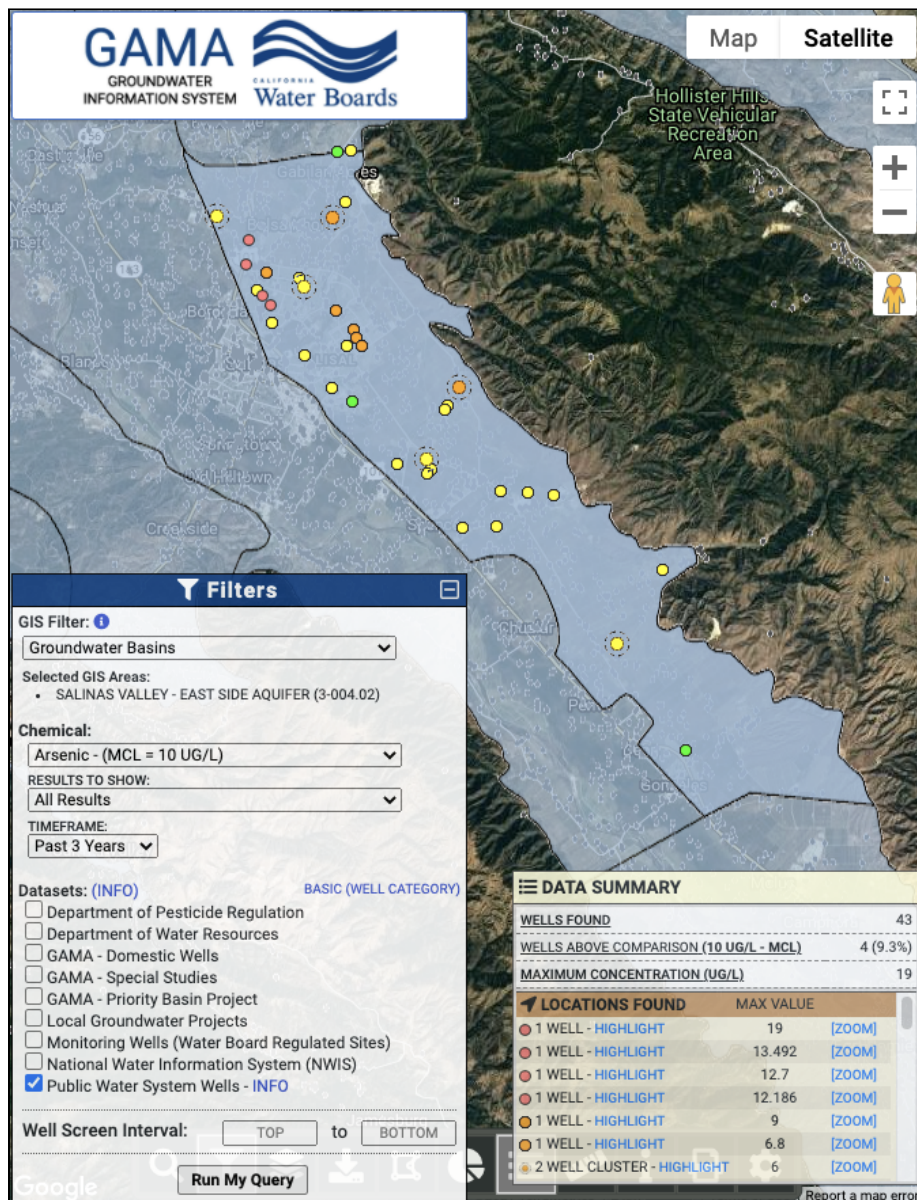 GAMA
GROUNDWATER
INFORMATION SYSTEM
CALIFORNIA
Water Boards
Map
Satellite
Hollister Hills
State Vehicular
Recreation
Area
Filters
GIS Filter:
Groundwater Basins
Selected GIS Areas:
• SALINAS VALLEY - EAST SIDE AQUIFER (3-004.02)
Chemical:
Arsenic - (MCL = 10 UG/L)
RESULTS TO SHOW:
All Results
TIMEFRAME:
Past 3 Years
Datasets: (INFO) BASIC (WELL CATEGORY)
Department of Pesticide Regulation
Department of Water Resources
GAMA - Domestic Wells
GAMA - Special Studies
GAMA - Priority Basin Project
Local Groundwater Projects
Monitoring Wells (Water Board Regulated Sites)
National Water Information System (NWIS)
Public Water System Wells - INFO
Well Screen Interval: TOP to BOTTOM
Run My Query
Google
Creekside
DATA SUMMARY
WELLS FOUND 43
WELLS ABOVE COMPARISON (10 UG/L - MCL) 4 (9.3%)
MAXIMUM CONCENTRATION (UG/L) 19
LOCATIONS FOUND MAX VALUE
1 WELL - HIGHLIGHT 19 [ZOOM]
1 WELL - HIGHLIGHT 13.492 [ZOOM]
1 WELL - HIGHLIGHT 12.7 [ZOOM]
1 WELL - HIGHLIGHT 12.186 [ZOOM]
1 WELL - HIGHLIGHT 9 [ZOOM]
1 WELL - HIGHLIGHT 6.8 [ZOOM]
2 WELL CLUSTER - HIGHLIGHT 6 [ZOOM]
Report a map error